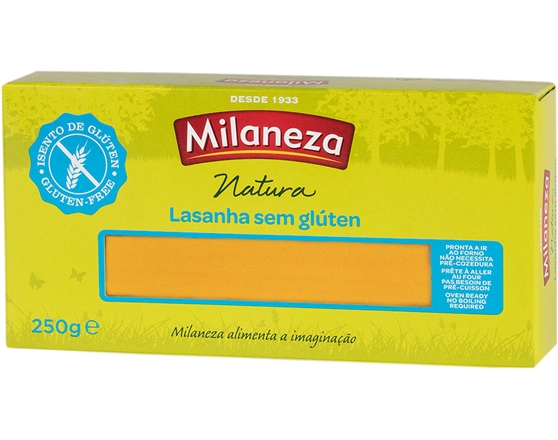 DESDE 1933
Milaneza
Natura
Lasanha sem glúten
ISENTO DE GLÚTEN
GLUTEN-FREE
PRONTA A IR
AO FORNO
NÃO NECESSITA
PRÉ-COZEDURA
PRÊTE À ALLER
AU FOUR
PAS BESOIN DE
PRÉ-CUISSON
OVEN READY
NO BOILING
REQUIRED
250g e
Milaneza alimenta a imaginação
Milaneza